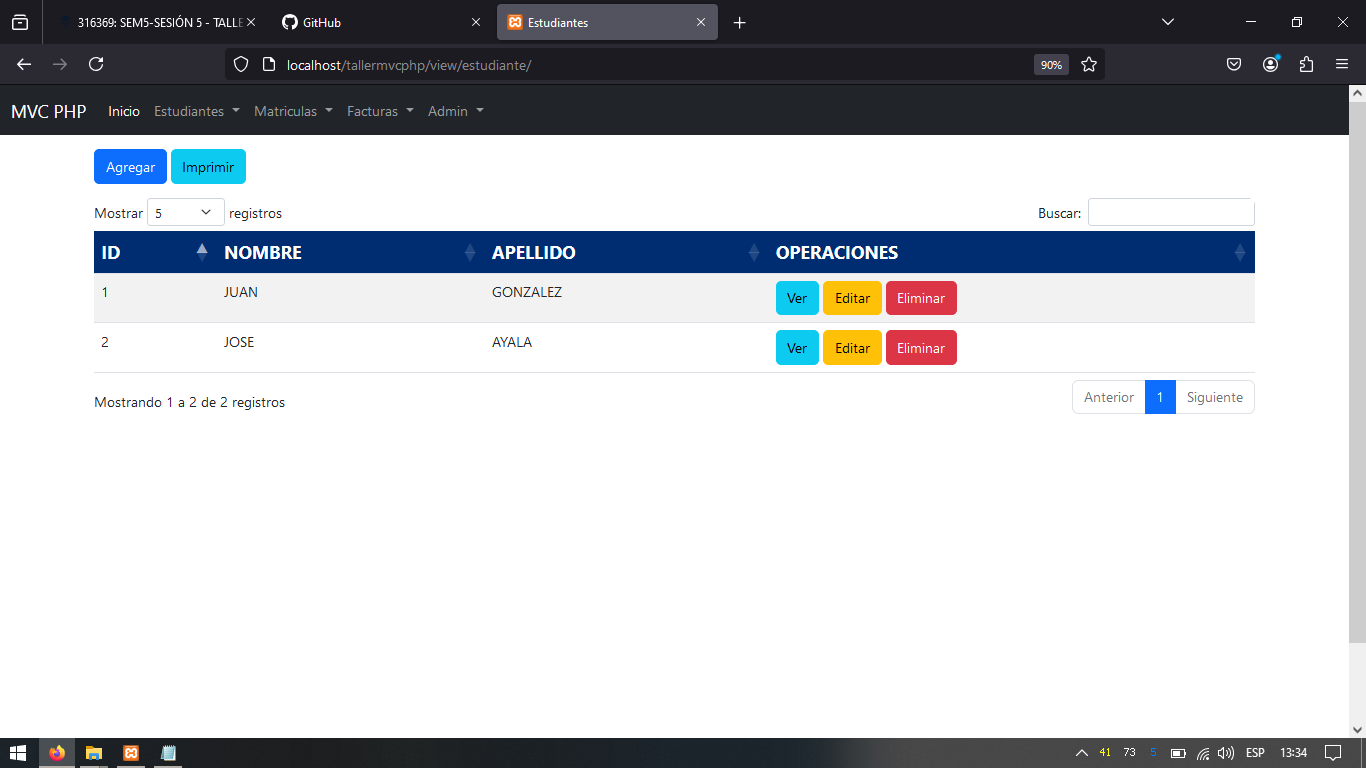 316369: SEM5-SESIÓN 5 - TALLE
GitHub
Estudiantes
localhost/tallermvcphp/view/estudiante/
90%
MVC PHP Inicio Estudiantes Matriculas Facturas Admin
Agregar Imprimir
Mostrar 5 registros Buscar:
ID NOMBRE APELLIDO OPERACIONES
1 JUAN GONZALEZ Ver Editar Eliminar
2 JOSE AYALA Ver Editar Eliminar
Mostrando 1 a 2 de 2 registros Anterior 1 Siguiente
41 73 5 ESP 13:34